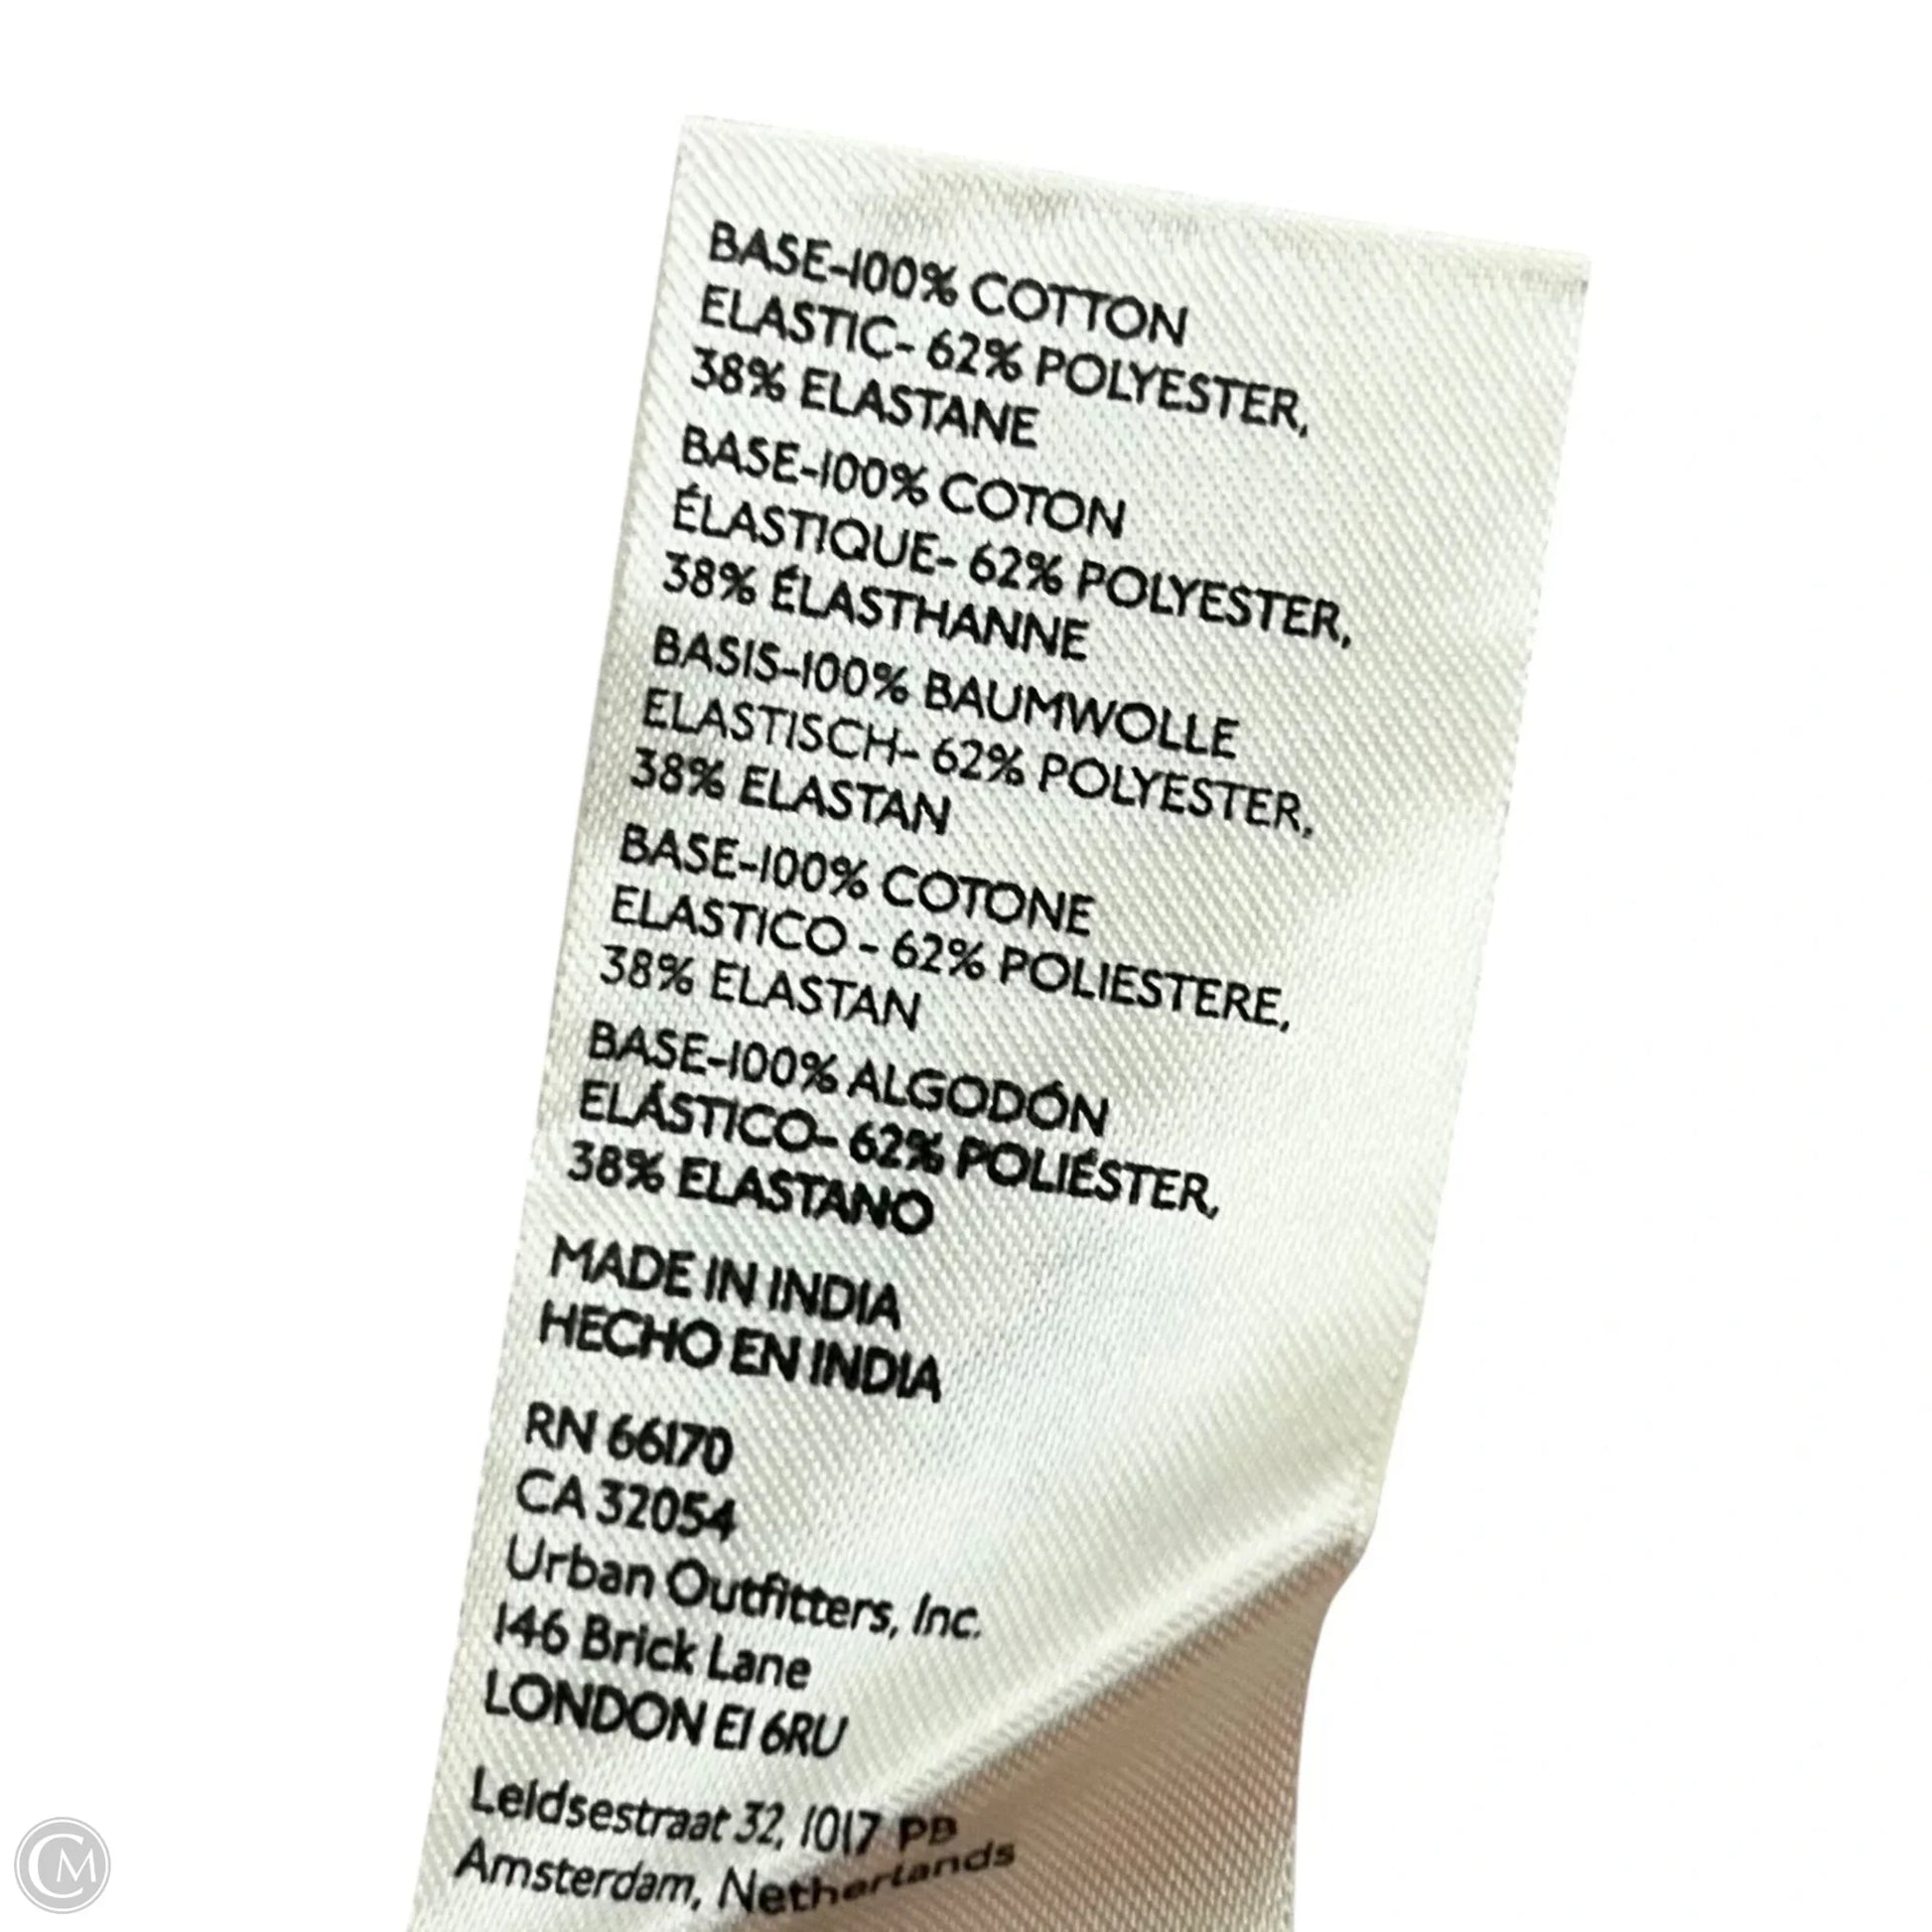 BASE-100% COTTON
ELASTIC- 62% POLYESTER,
38% ELASTANE
BASE-100% COTON
ÉLASTIQUE- 62% POLYESTER,
38% ÉLASTHANNE
BASIS-100% BAUMWOLLE
ELASTISCH- 62% POLYESTER,
38% ELASTAN
BASE-100% COTONE
ELASTICO - 62% POLIESTERE,
38% ELASTAN
BASE-100% ALGODÓN
ELÁSTICO- 62% POLIÉSTER,
38% ELASTANO
MADE IN INDIA
HECHO EN INDIA
RN 66170
CA 32054
Urban Outfitters, Inc.
146 Brick Lane
LONDON E1 6RU
Leidsestraat 32, 1017 PB
Amsterdam, Netherlands
CM